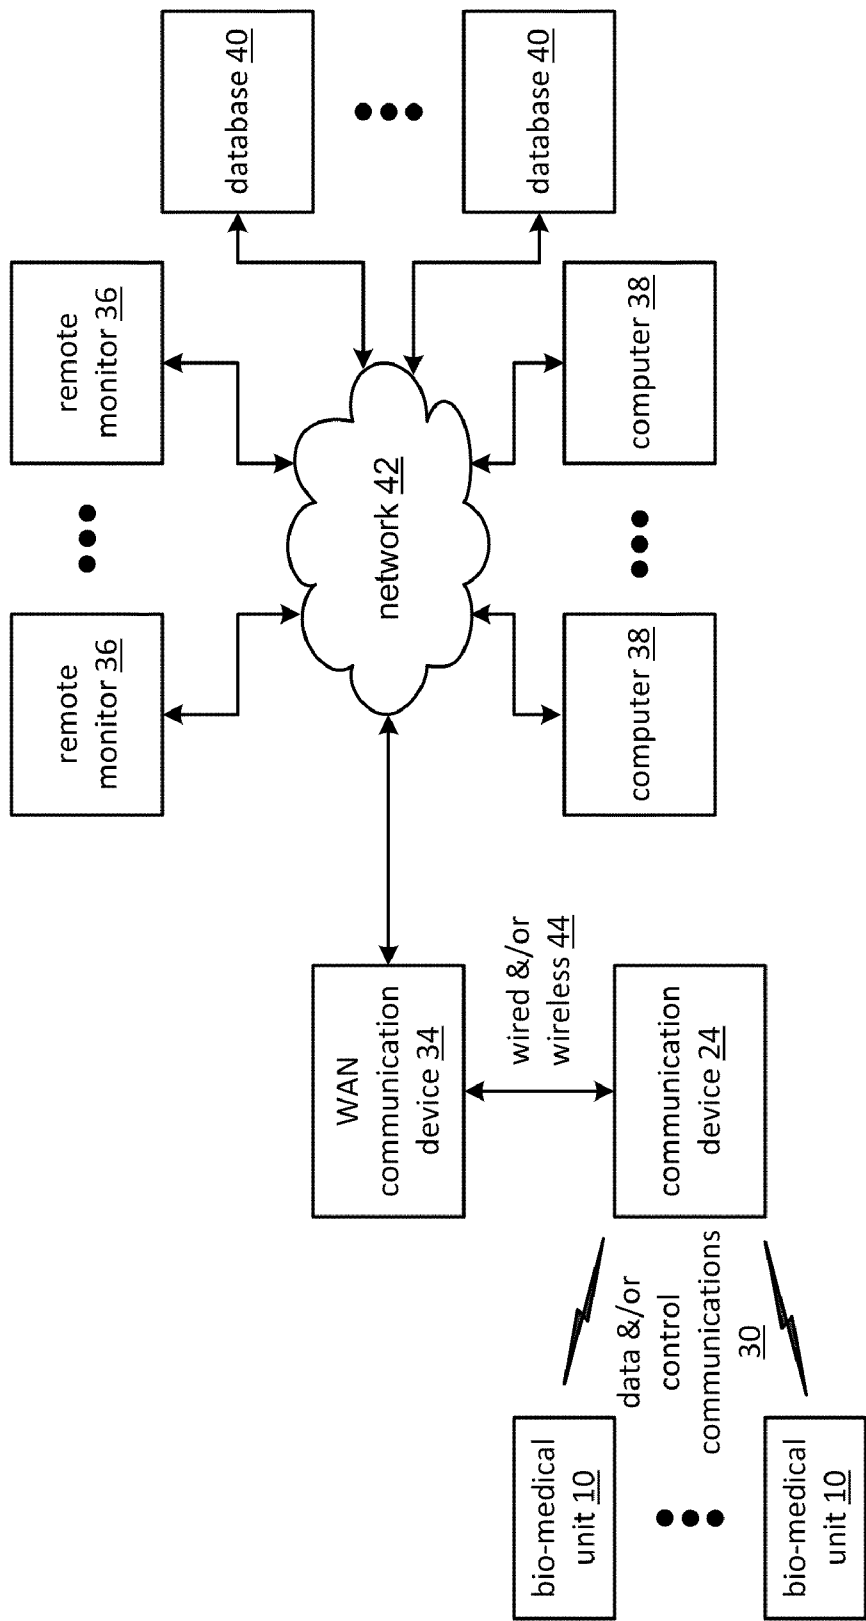 remote
monitor 36
remote
monitor 36
database 40
database 40
network 42
computer 38
computer 38
WAN
communication
device 34
wired &/or
wireless 44
communication
device 24
data &/or
control
communications
30
bio-medical
unit 10
bio-medical
unit 10